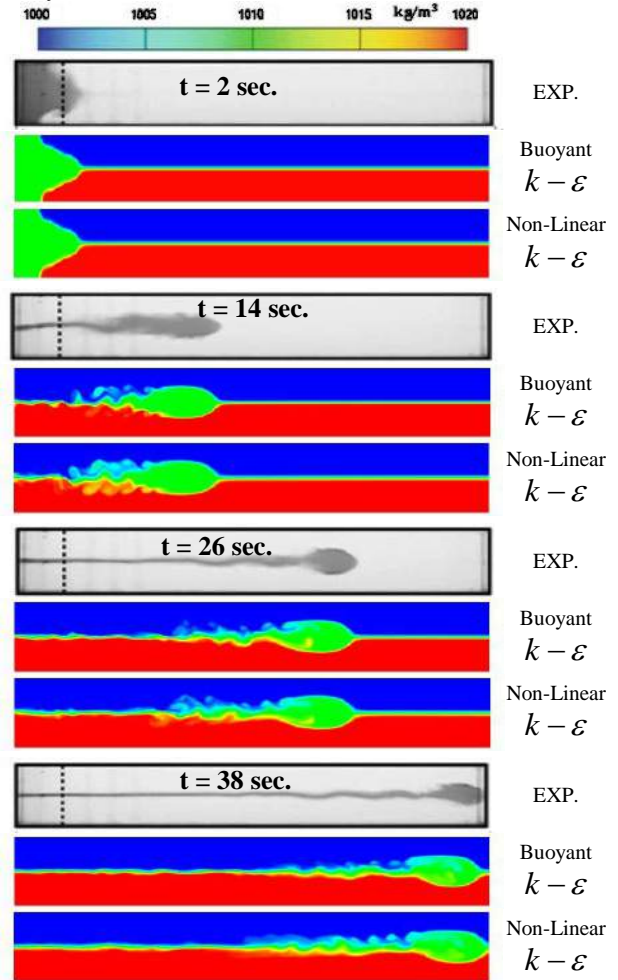 1000 1005 1010 1015 kg/m³ 1020
t = 2 sec.
EXP.
Buoyant
k − ε
Non-Linear
k − ε
t = 14 sec.
EXP.
Buoyant
k − ε
Non-Linear
k − ε
t = 26 sec.
EXP.
Buoyant
k − ε
Non-Linear
k − ε
t = 38 sec.
EXP.
Buoyant
k − ε
Non-Linear
k − ε